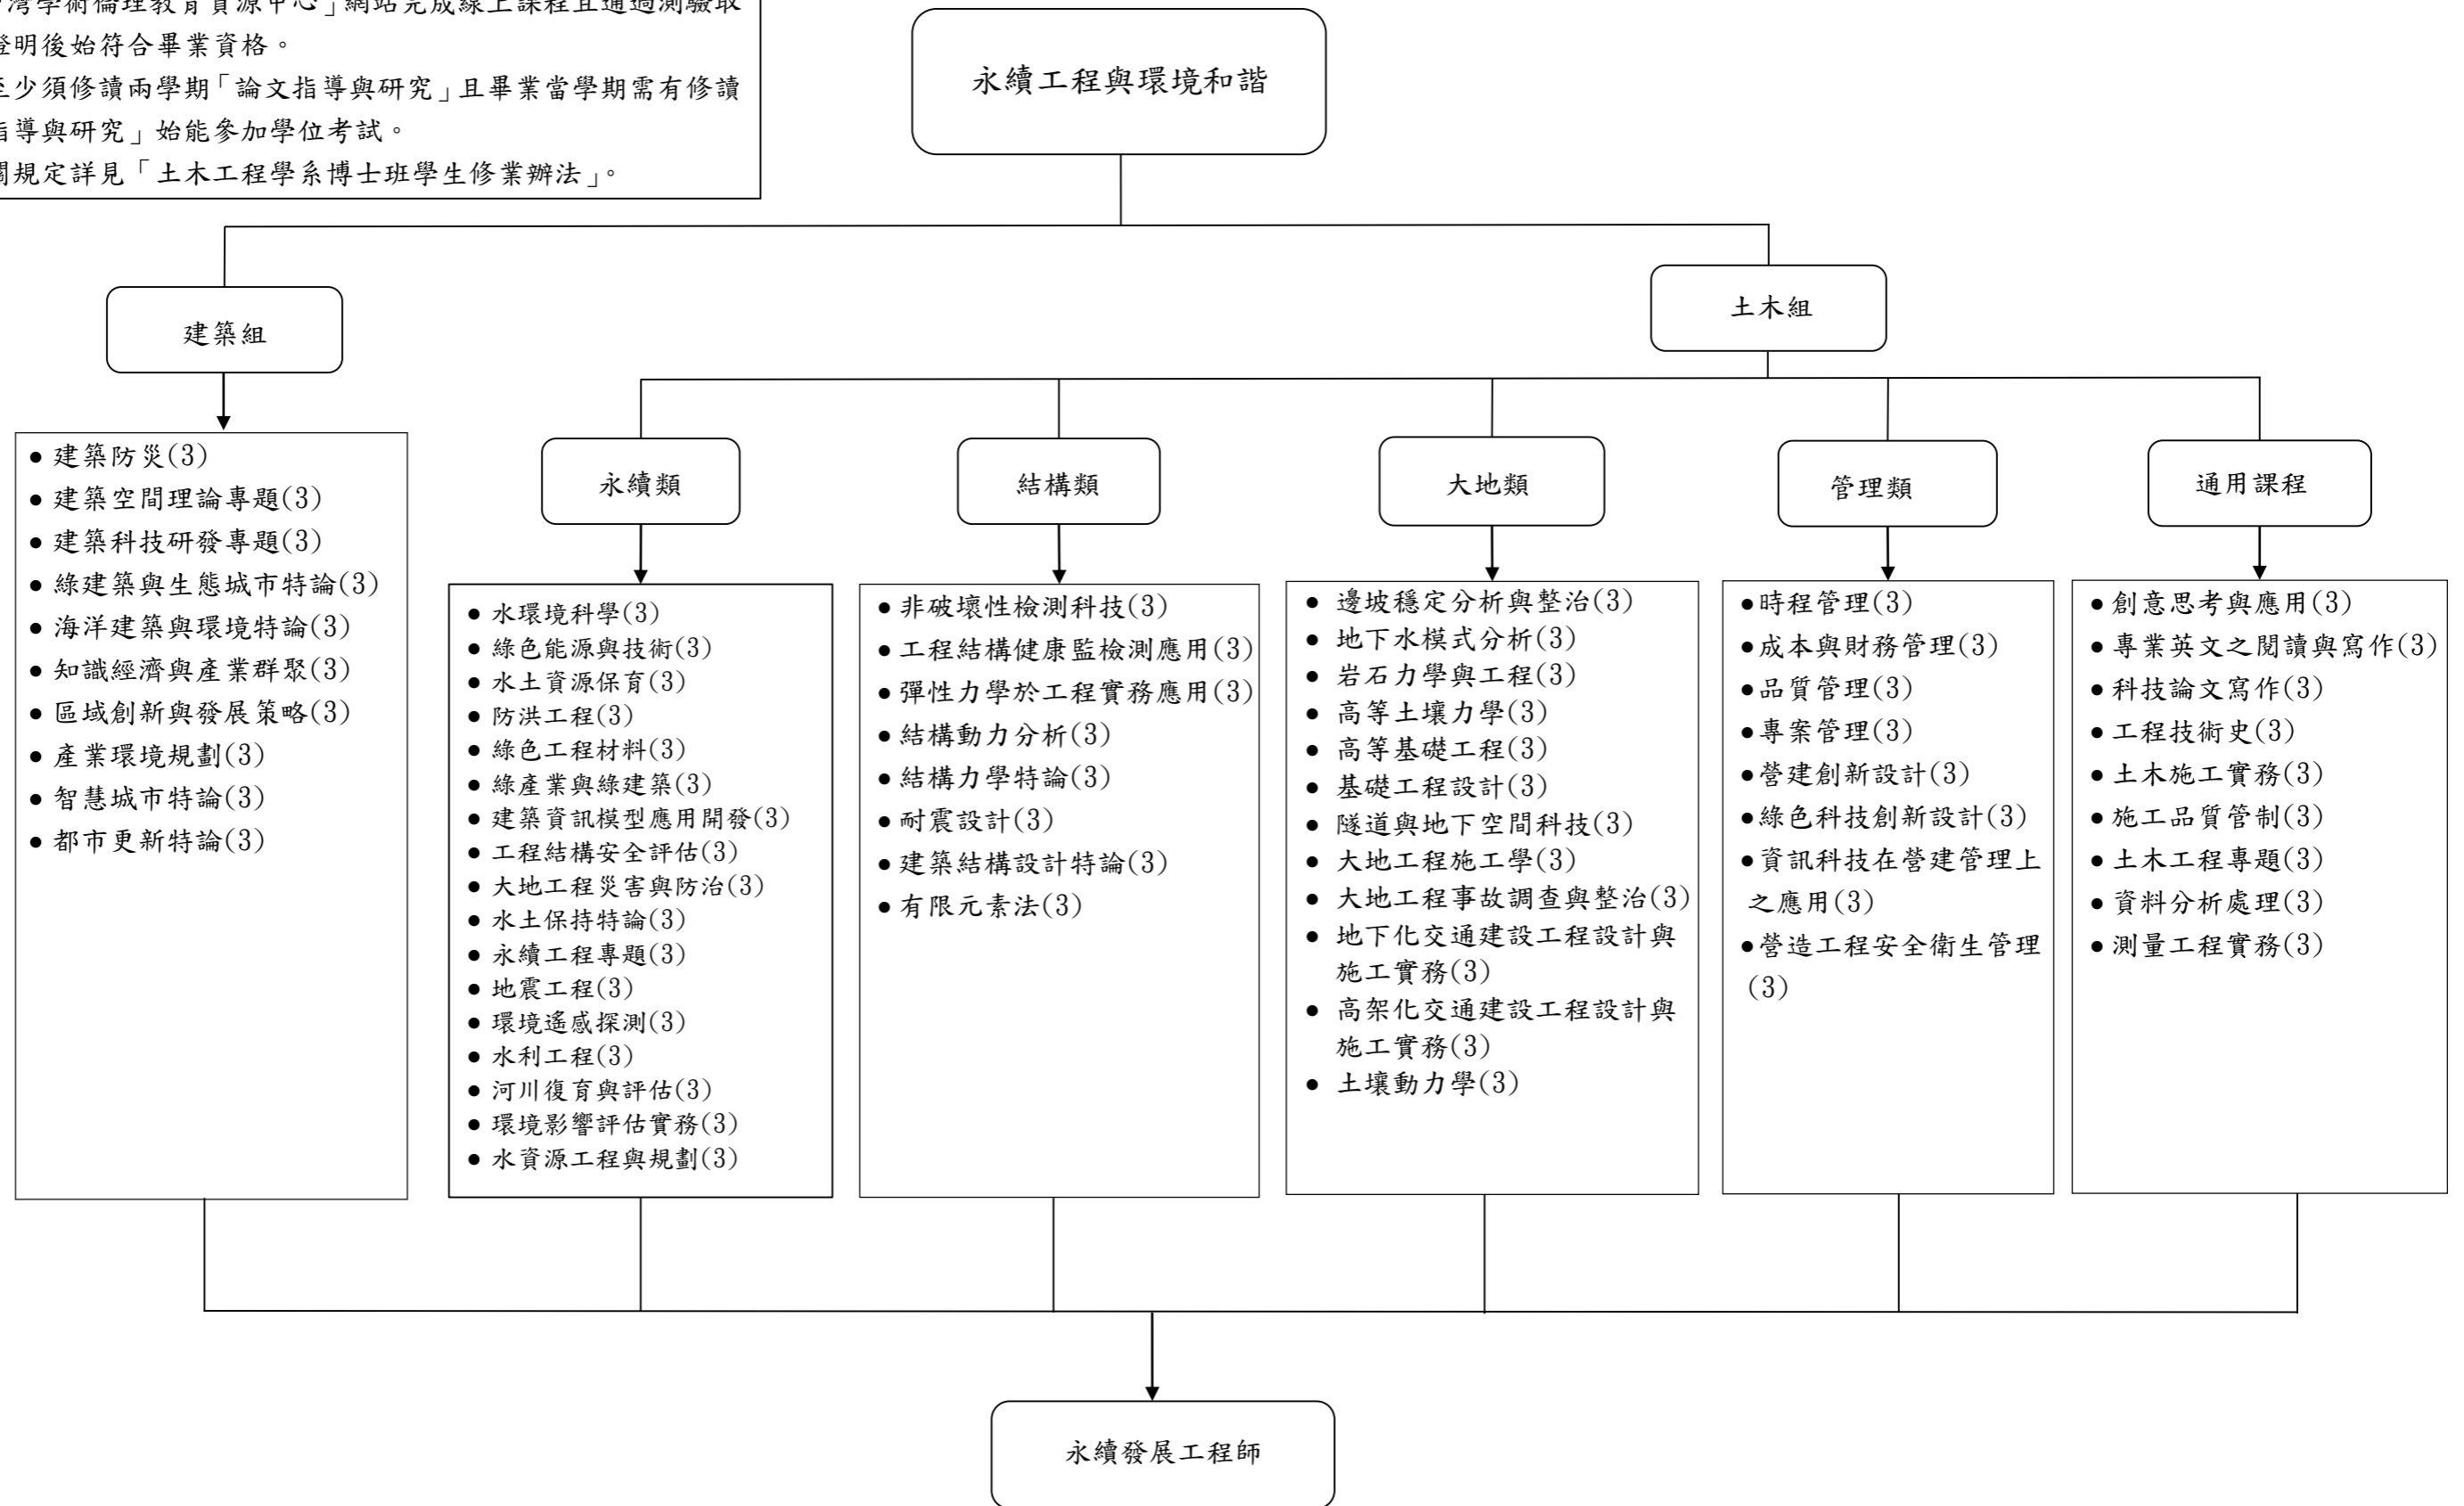 灣學術倫理教育資源中心」網站完成線上課程且通過測驗取
證明後始符合畢業資格。
至少須修讀兩學期「論文指導與研究」且畢業當學期需有修讀
指導與研究」始能參加學位考試。
關規定詳見「土木工程學系博士班學生修業辦法」。
永續工程與環境和諧
建築組
土木組
● 建築防災(3)
● 建築空間理論專題(3)
● 建築科技研發專題(3)
● 綠建築與生態城市特論(3)
● 海洋建築與環境特論(3)
● 知識經濟與產業群聚(3)
● 區域創新與發展策略(3)
● 產業環境規劃(3)
● 智慧城市特論(3)
● 都市更新特論(3)
永續類
● 水環境科學(3)
● 綠色能源與技術(3)
● 水土資源保育(3)
● 防洪工程(3)
● 綠色工程材料(3)
● 綠產業與綠建築(3)
● 建築資訊模型應用開發(3)
● 工程結構安全評估(3)
● 大地工程災害與防治(3)
● 水土保持特論(3)
● 永續工程專題(3)
● 地震工程(3)
● 環境遙感探測(3)
● 水利工程(3)
● 河川復育與評估(3)
● 環境影響評估實務(3)
● 水資源工程與規劃(3)
結構類
● 非破壞性檢測科技(3)
● 工程結構健康監檢測應用(3)
● 彈性力學於工程實務應用(3)
● 結構動力分析(3)
● 結構力學特論(3)
● 耐震設計(3)
● 建築結構設計特論(3)
● 有限元素法(3)
大地類
● 邊坡穩定分析與整治(3)
● 地下水模式分析(3)
● 岩石力學與工程(3)
● 高等土壤力學(3)
● 高等基礎工程(3)
● 基礎工程設計(3)
● 隧道與地下空間科技(3)
● 大地工程施工學(3)
● 大地工程事故調查與整治(3)
● 地下化交通建設工程設計與
施工實務(3)
● 高架化交通建設工程設計與
施工實務(3)
● 土壤動力學(3)
管理類
●時程管理(3)
●成本與財務管理(3)
●品質管理(3)
●專案管理(3)
●營建創新設計(3)
●綠色科技創新設計(3)
●資訊科技在營建管理上
之應用(3)
●營造工程安全衛生管理
(3)
通用課程
● 創意思考與應用(3)
● 專業英文之閱讀與寫作(3)
● 科技論文寫作(3)
● 工程技術史(3)
● 土木施工實務(3)
● 施工品質管制(3)
● 土木工程專題(3)
● 資料分析處理(3)
● 測量工程實務(3)
永續發展工程師